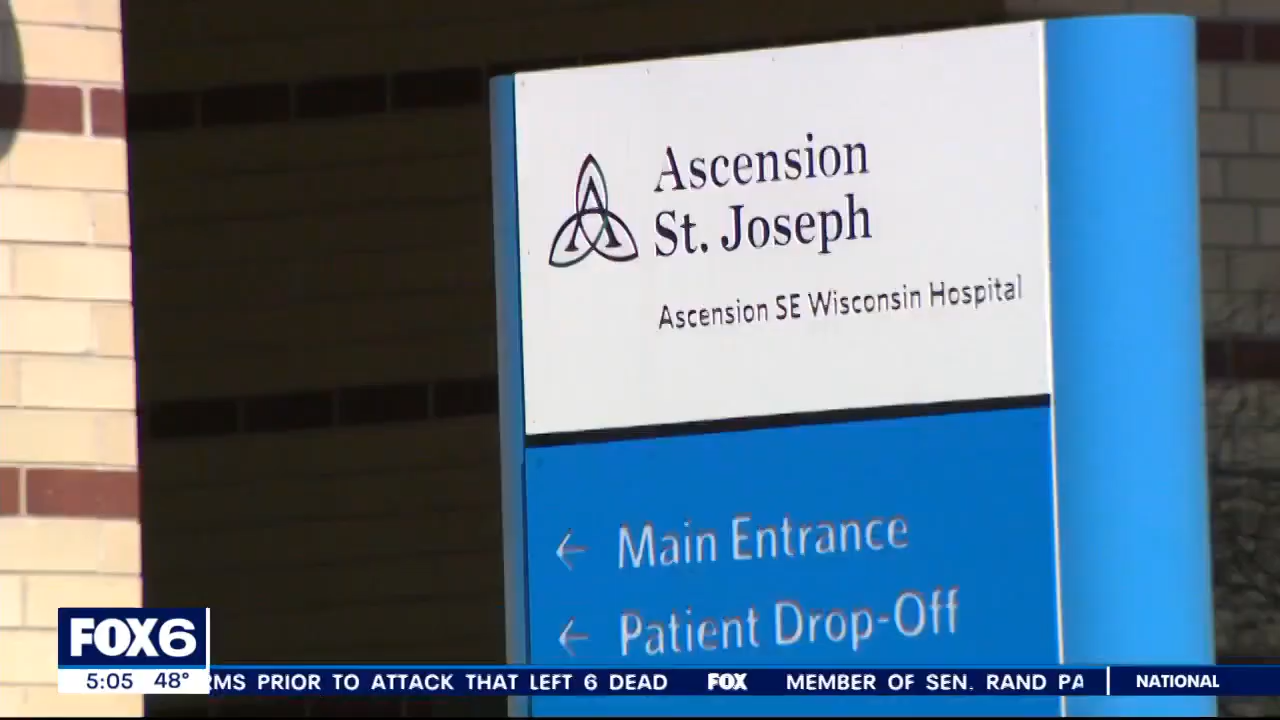 Ascension
St. Joseph
Ascension SE Wisconsin Hospital
← Main Entrance
← Patient Drop-Off
FOX6
5:05 48°
RMS PRIOR TO ATTACK THAT LEFT 6 DEAD FOX MEMBER OF SEN. RAND PA NATIONAL